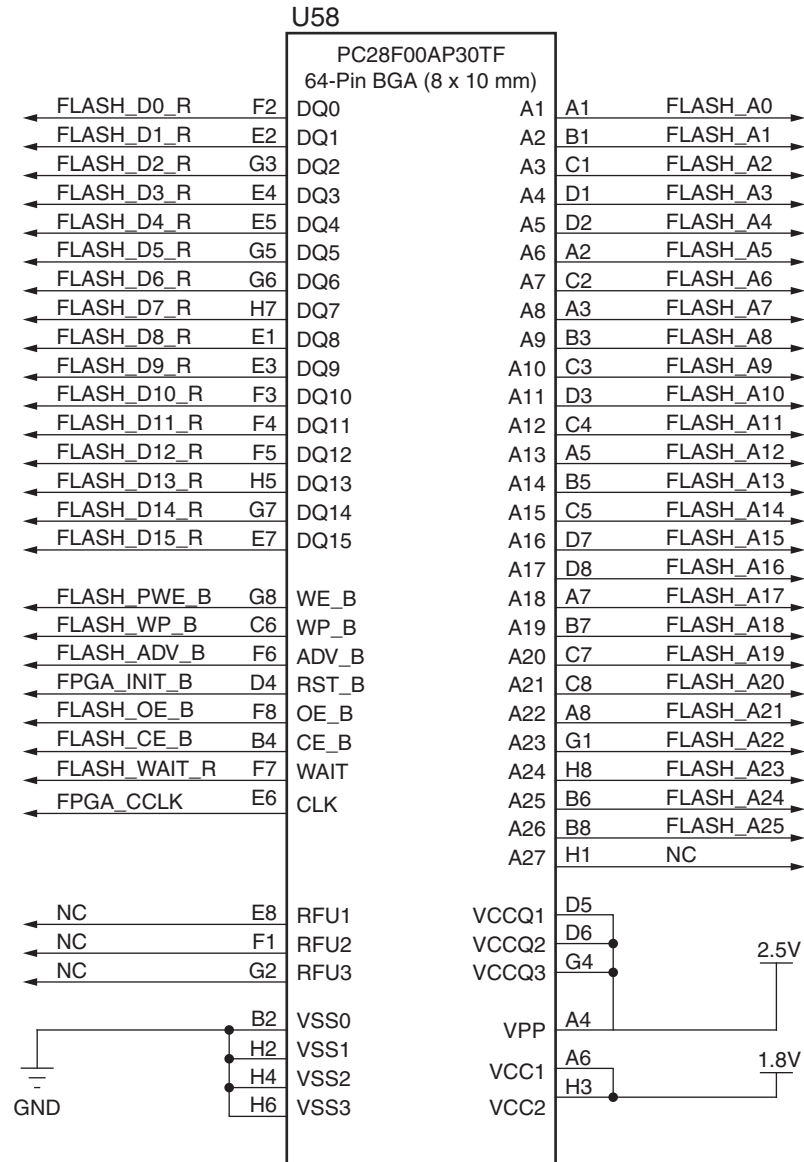 U58
PC28F00AP30TF
64-Pin BGA (8 x 10 mm)
FLASH_D0_R F2 DQ0 A1 A1 FLASH_A0
FLASH_D1_R E2 DQ1 A2 B1 FLASH_A1
FLASH_D2_R G3 DQ2 A3 C1 FLASH_A2
FLASH_D3_R E4 DQ3 A4 D1 FLASH_A3
FLASH_D4_R E5 DQ4 A5 D2 FLASH_A4
FLASH_D5_R G5 DQ5 A6 A2 FLASH_A5
FLASH_D6_R G6 DQ6 A7 C2 FLASH_A6
FLASH_D7_R H7 DQ7 A8 A3 FLASH_A7
FLASH_D8_R E1 DQ8 A9 B3 FLASH_A8
FLASH_D9_R E3 DQ9 A10 C3 FLASH_A9
FLASH_D10_R F3 DQ10 A11 D3 FLASH_A10
FLASH_D11_R F4 DQ11 A12 C4 FLASH_A11
FLASH_D12_R F5 DQ12 A13 A5 FLASH_A12
FLASH_D13_R H5 DQ13 A14 B5 FLASH_A13
FLASH_D14_R G7 DQ14 A15 C5 FLASH_A14
FLASH_D15_R E7 DQ15 A16 D7 FLASH_A15
A17 D8 FLASH_A16
FLASH_PWE_B G8 WE_B A18 A7 FLASH_A17
FLASH_WP_B C6 WP_B A19 B7 FLASH_A18
FLASH_ADV_B F6 ADV_B A20 C7 FLASH_A19
FPGA_INIT_B D4 RST_B A21 C8 FLASH_A20
FLASH_OE_B F8 OE_B A22 A8 FLASH_A21
FLASH_CE_B B4 CE_B A23 G1 FLASH_A22
FLASH_WAIT_R F7 WAIT A24 H8 FLASH_A23
FPGA_CCLK E6 CLK A25 B6 FLASH_A24
A26 B8 FLASH_A25
A27 H1 NC
NC E8 RFU1 VCCQ1 D5
NC F1 RFU2 VCCQ2 D6
NC G2 RFU3 VCCQ3 G4 2.5V
B2 VSS0 VPP A4
H2 VSS1 VCC1 A6 1.8V
H4 VSS2 VCC2 H3
GND H6 VSS3